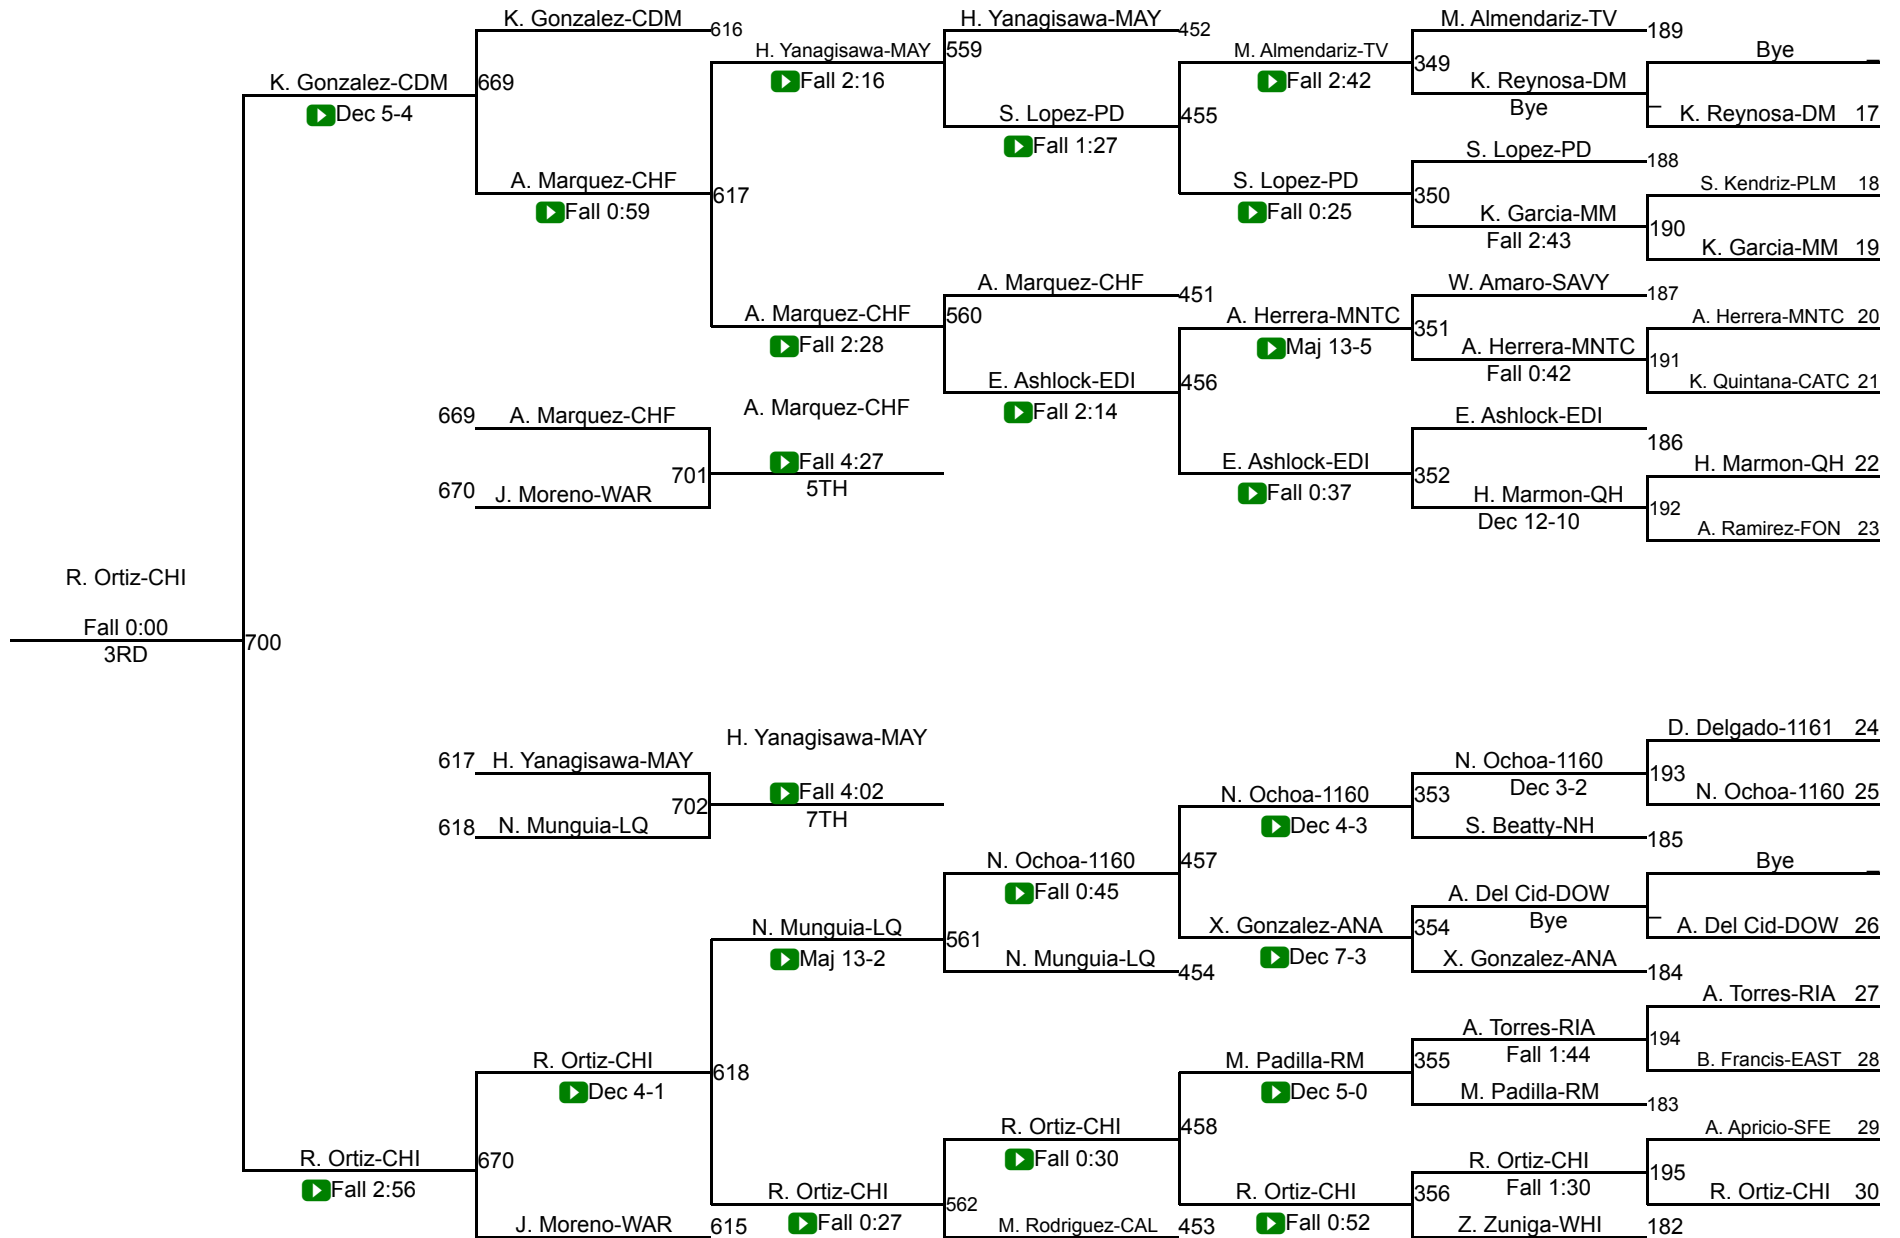 K. Gonzalez-CDM
616
H. Yanagisawa-MAY
452
M. Almendariz-TV
189
H. Yanagisawa-MAY
559
M. Almendariz-TV
349
Bye
_
K. Gonzalez-CDM
669
Fall 2:16
Fall 2:42
K. Reynosa-DM
Bye
_
Dec 5-4
S. Lopez-PD
455
K. Reynosa-DM 17
Fall 1:27
S. Lopez-PD
188
A. Marquez-CHF
617
S. Lopez-PD
350
S. Kendriz-PLM 18
Fall 0:59
Fall 0:25
K. Garcia-MM
190
Fall 2:43
K. Garcia-MM 19
A. Marquez-CHF
451
W. Amaro-SAVY
187
A. Marquez-CHF
560
A. Herrera-MNTC
351
A. Herrera-MNTC 20
Fall 2:28
Maj 13-5
A. Herrera-MNTC
191
Fall 0:42
E. Ashlock-EDI
456
K. Quintana-CATC 21
669
A. Marquez-CHF
A. Marquez-CHF
Fall 2:14
E. Ashlock-EDI
186
701
Fall 4:27
5TH
E. Ashlock-EDI
352
H. Marmon-QH 22
670
J. Moreno-WAR
Fall 0:37
H. Marmon-QH
192
Dec 12-10
A. Ramirez-FON 23
R. Ortiz-CHI
Fall 0:00
3RD
700
617
H. Yanagisawa-MAY
H. Yanagisawa-MAY
D. Delgado-1161 24
702
Fall 4:02
7TH
N. Ochoa-1160
193
Dec 3-2
N. Ochoa-1160
353
N. Ochoa-1160 25
618
N. Munguia-LQ
Dec 4-3
S. Beatty-NH
185
N. Ochoa-1160
457
Bye
_
Fall 0:45
A. Del Cid-DOW
Bye
_
N. Munguia-LQ
561
X. Gonzalez-ANA
354
A. Del Cid-DOW 26
Maj 13-2
N. Munguia-LQ
454
Dec 7-3
X. Gonzalez-ANA
184
A. Torres-RIA 27
A. Torres-RIA
194
Fall 1:44
R. Ortiz-CHI
618
M. Padilla-RM
355
B. Francis-EAST 28
Dec 4-1
Dec 5-0
M. Padilla-RM
183
R. Ortiz-CHI
458
A. Apricio-SFE 29
R. Ortiz-CHI
670
Fall 0:30
R. Ortiz-CHI
195
Fall 2:56
R. Ortiz-CHI
562
R. Ortiz-CHI
356
Fall 1:30
R. Ortiz-CHI 30
J. Moreno-WAR
615
Fall 0:27
M. Rodriguez-CAL
453
Fall 0:52
Z. Zuniga-WHI
182